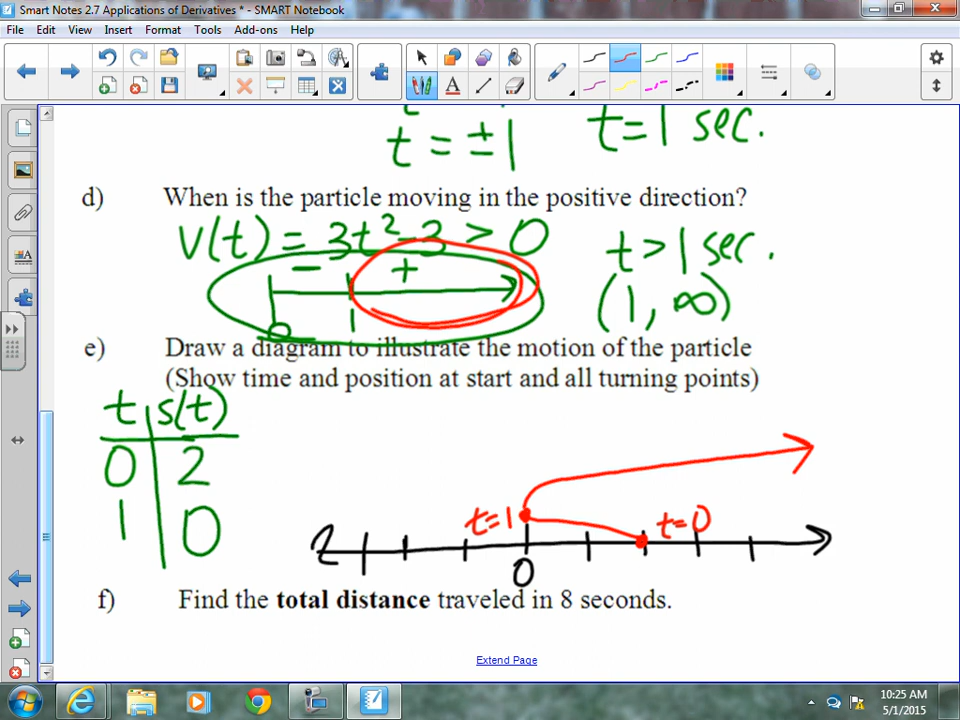 Smart Notes 2.7 Applications of Derivatives * - SMART Notebook
File Edit View Insert Format Tools Add-ons Help
t = ±1
t = 1 sec.
d) When is the particle moving in the positive direction?
v(t) = 3t²-3 > 0
t > 1 sec.
− +
0 1
(1, ∞)
e) Draw a diagram to illustrate the motion of the particle
(Show time and position at start and all turning points)
t s(t)
0 2
1 0
t=1 t=0
0
f) Find the total distance traveled in 8 seconds.
Extend Page
10:25 AM
5/1/2015